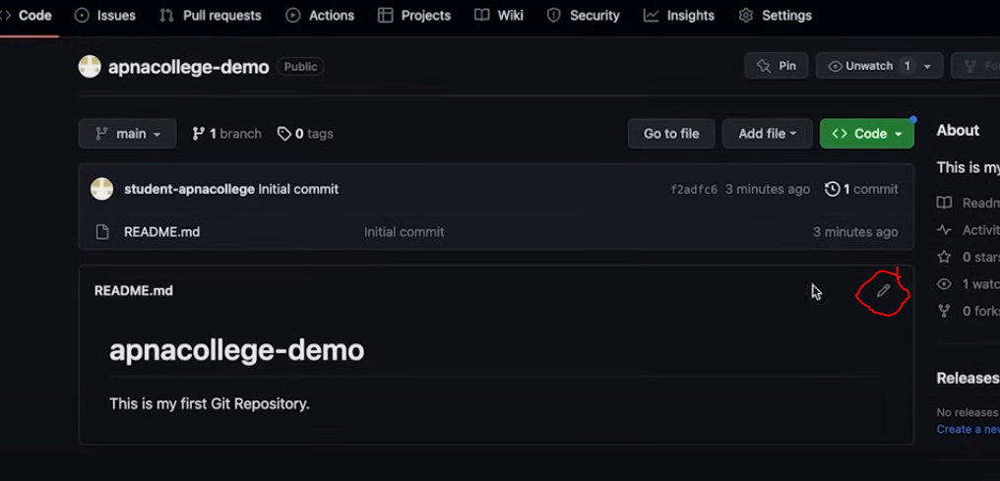 Code Issues Pull requests Actions Projects Wiki Security Insights Settings
apnacollege-demo Public Pin Unwatch 1
main 1 branch 0 tags Go to file Add file Code
student-apnacollege Initial commit f2adfc6 3 minutes ago 1 commit
README.md Initial commit 3 minutes ago
README.md
apnacollege-demo
This is my first Git Repository.
About
This is my
Readm
Activit
0 stars
1 watc
0 forks
Releases
No releases
Create a new